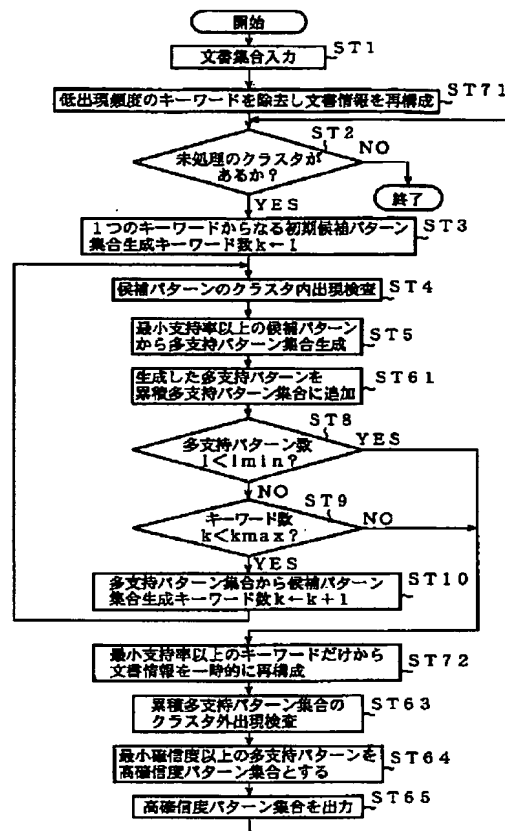 開始
ST1
文書集合入力
ST71
低出現頻度のキーワードを除去し文書情報を再構成
ST2
未処理のクラスタが
あるか?
NO
終了
YES
1つのキーワードからなる初期候補パターン
集合生成キーワード数k←1
ST3
候補パターンのクラスタ内出現検査
ST4
最小支持率以上の候補パターン
から多支持パターン集合生成
ST5
生成した多支持パターンを
累積多支持パターン集合に追加
ST61
ST8
多支持パターン数
l<lmin?
YES
NO
ST9
キーワード数
k<kmax?
NO
YES
多支持パターン集合から候補パターン
集合生成キーワード数k←k+1
ST10
最小支持率以上のキーワードだけから
文書情報を一時的に再構成
ST72
累積多支持パターン集合の
クラスタ外出現検査
ST63
最小確信度以上の多支持パターンを
高確信度パターン集合とする
ST64
高確信度パターン集合を出力
ST65